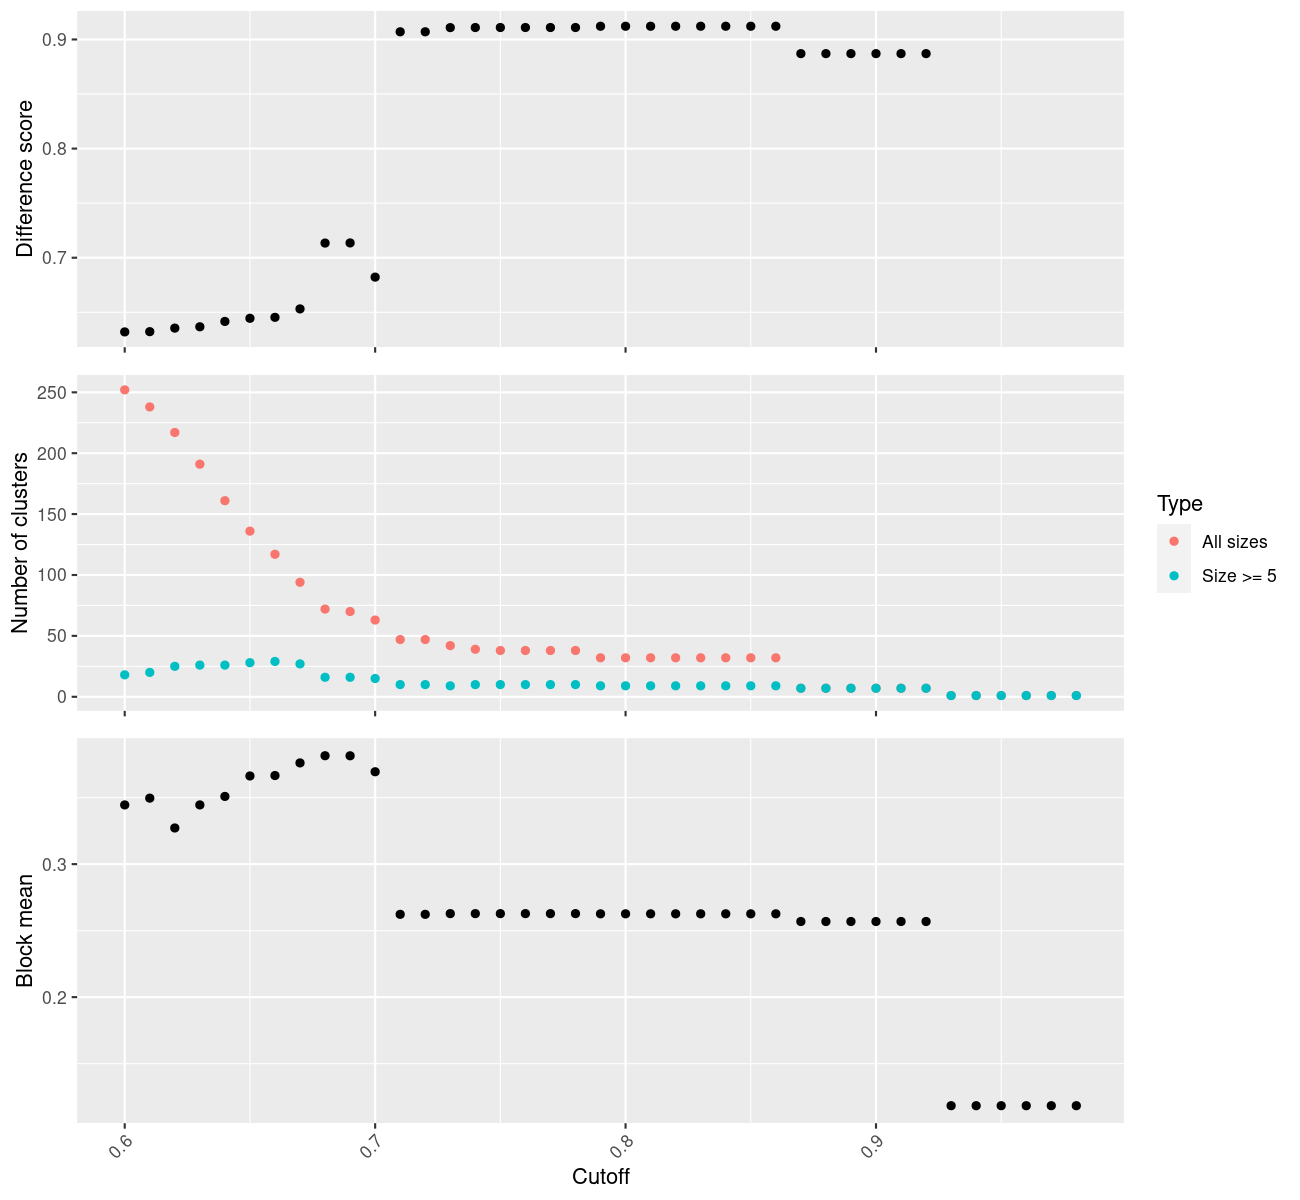 Difference score
0.9
0.8
0.7
Number of clusters
250
200
150
100
50
0
Type
All sizes
Size >= 5
Block mean
0.3
0.2
0.6
0.7
0.8
0.9
Cutoff